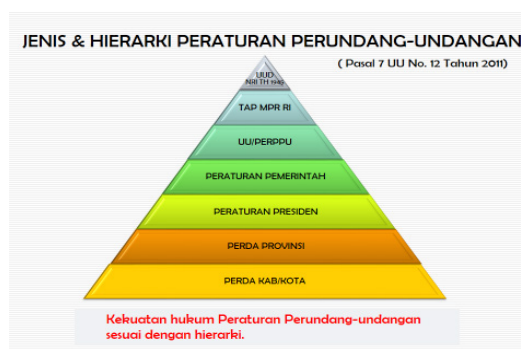 JENIS & HIERARKI PERATURAN PERUNDANG-UNDANGAN
( Pasal 7 UU No. 12 Tahun 2011)
UUD
NRI TH 1945
TAP MPR RI
UU/PERPPU
PERATURAN PEMERINTAH
PERATURAN PRESIDEN
PERDA PROVINSI
PERDA KAB/KOTA
Kekuatan hukum Peraturan Perundang-undangan
sesuai dengan hierarki.